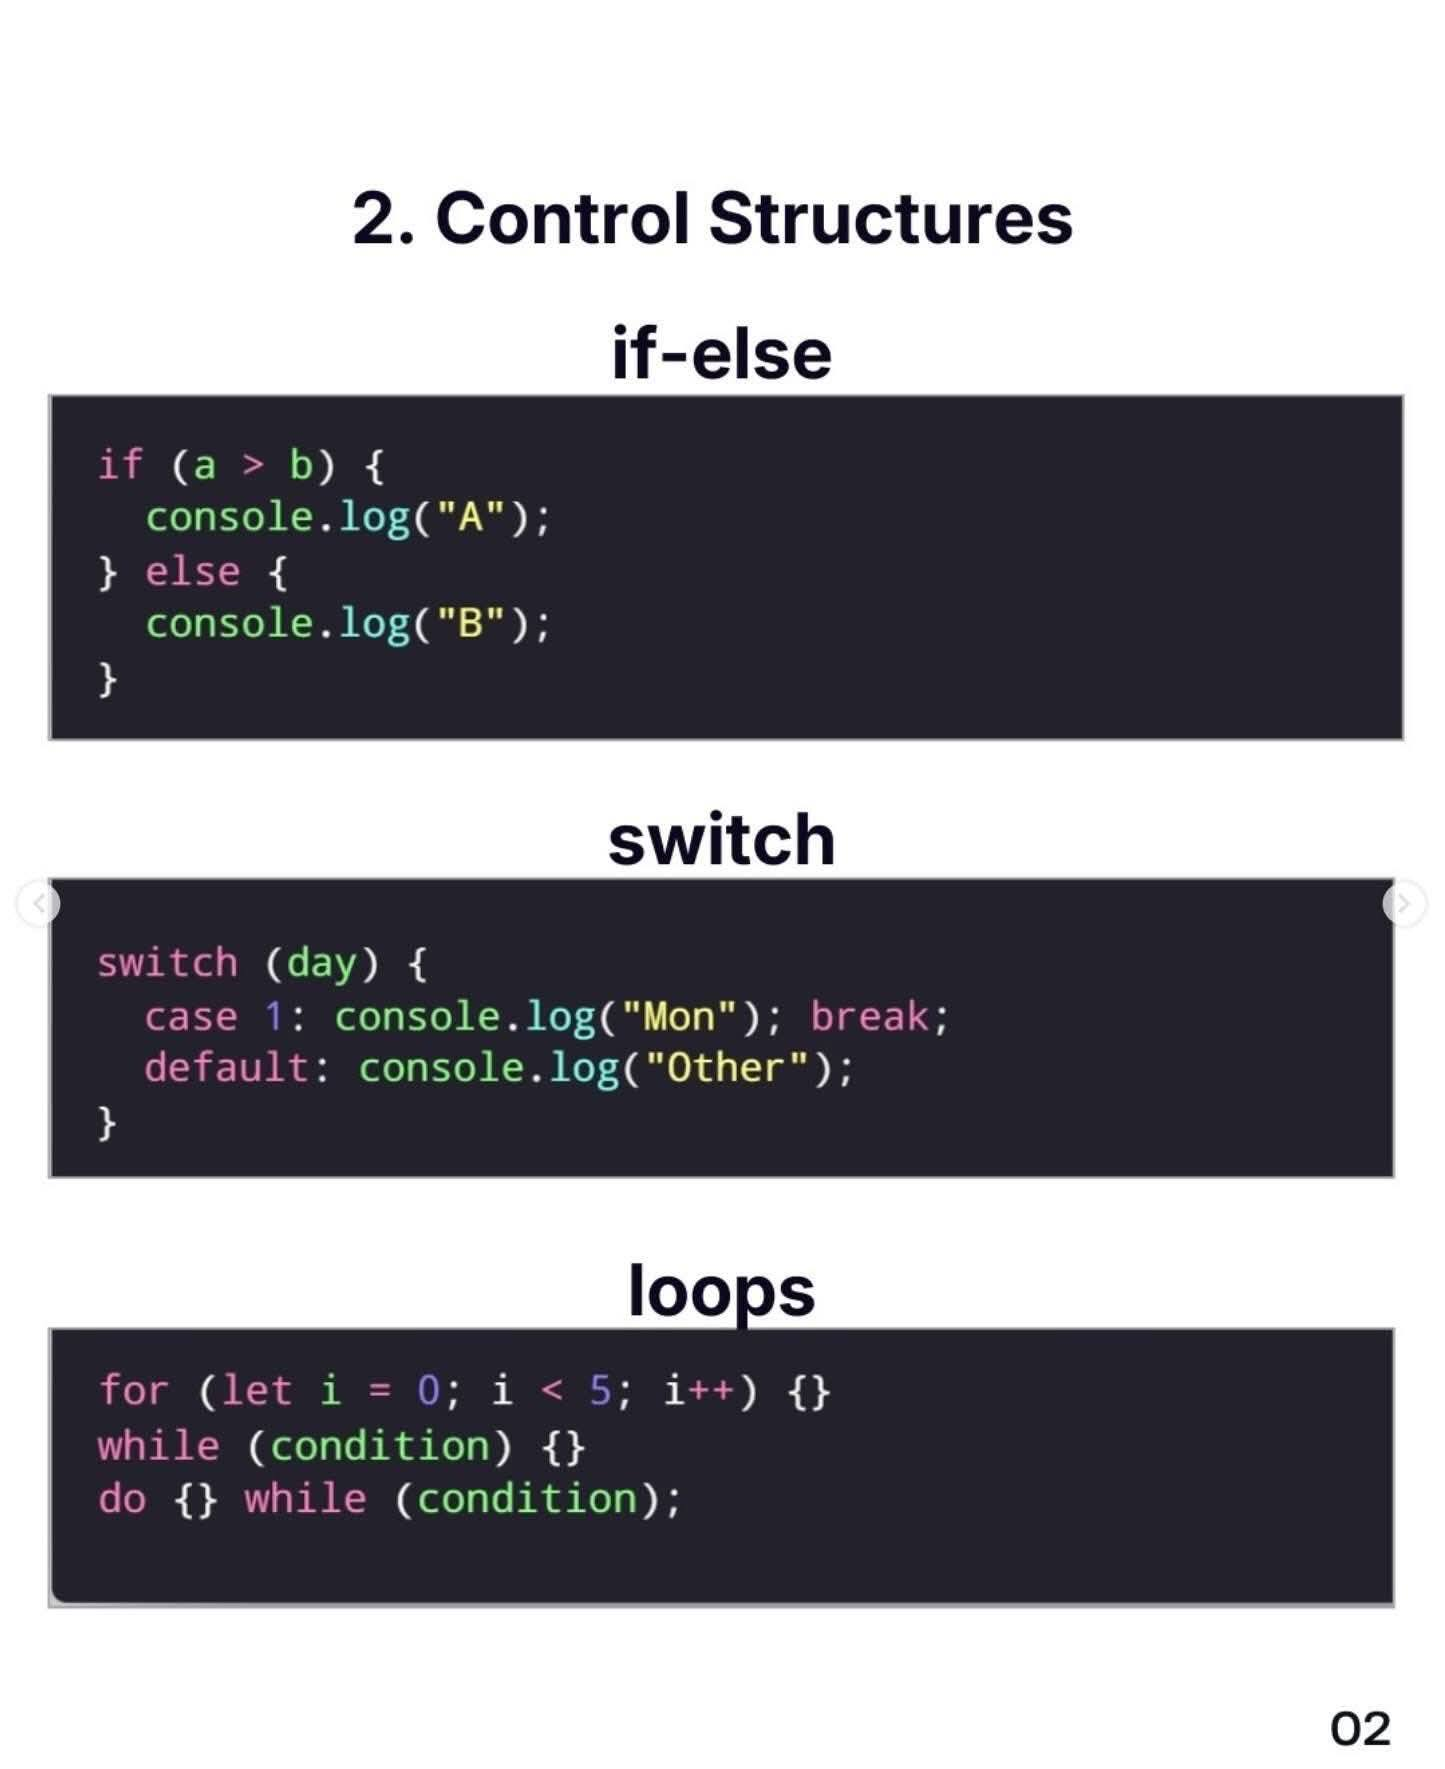 2. Control Structures
if-else
if (a > b) {
  console.log("A");
} else {
  console.log("B");
}
switch
switch (day) {
  case 1: console.log("Mon"); break;
  default: console.log("Other");
}
loops
for (let i = 0; i < 5; i++) {}
while (condition) {}
do {} while (condition);
02